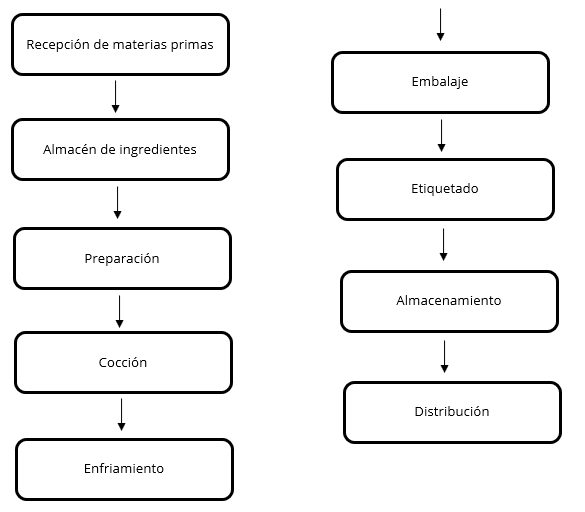 Recepción de materias primas
Almacén de ingredientes
Preparación
Cocción
Enfriamiento
Embalaje
Etiquetado
Almacenamiento
Distribución